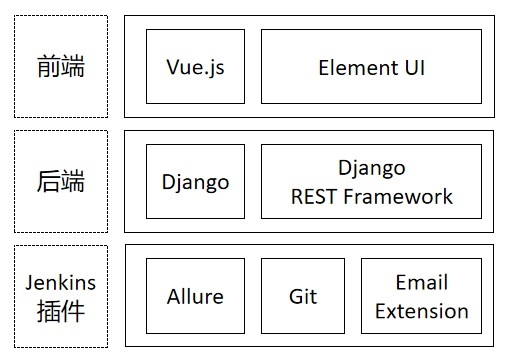 前端
Vue.js
Element UI
后端
Django
Django
REST Framework
Jenkins
插件
Allure
Git
Email
Extension